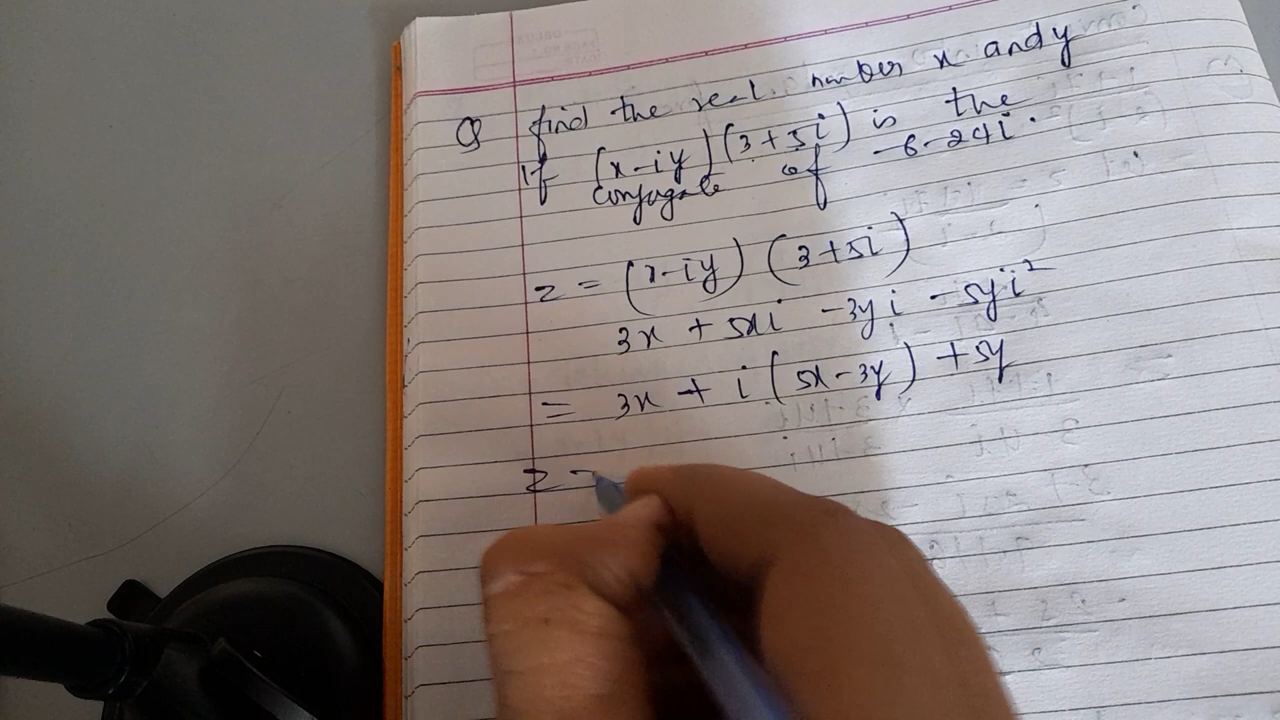 Q find the real number x and y
if (x-iy)(3+5i) is the
conjugate of -6-24i.
z = (x-iy) (3+5i)
3x + 5xi - 3yi - 5yi²
= 3x + i(5x-3y) + 5y
z =